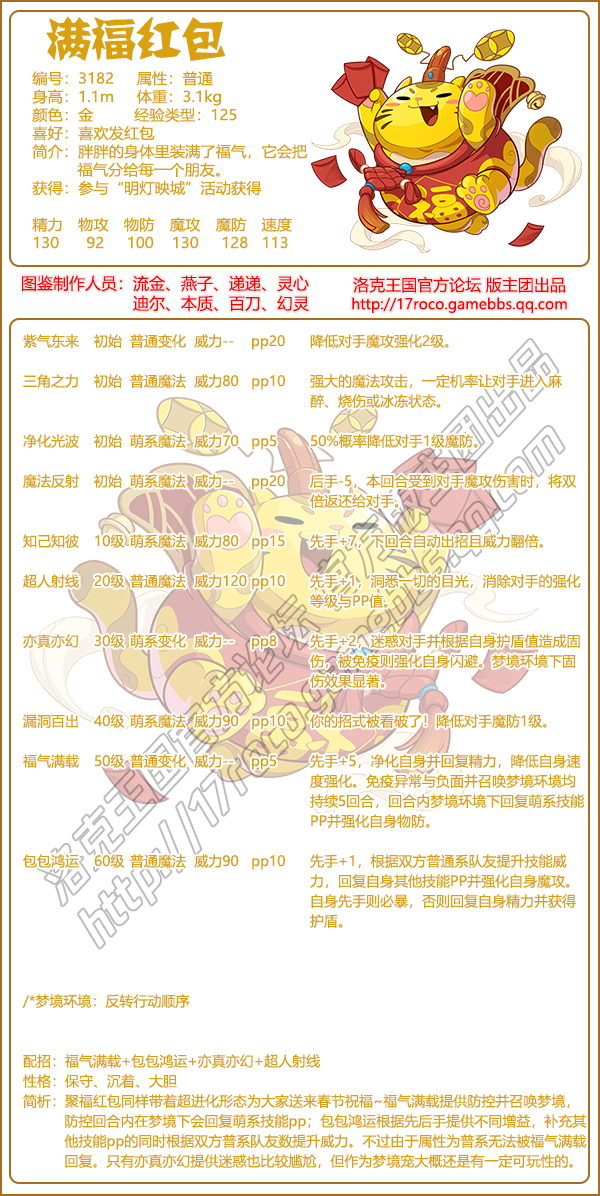 满福红包
编号：3182 属性：普通
身高：1.1m 体重：3.1kg
颜色：金 经验类型：125
喜好：喜欢发红包
简介：胖胖的身体里装满了福气，它会把
福气分给每一个朋友。
获得：参与“明灯映城”活动获得
精力 物攻 物防 魔攻 魔防 速度
130 92 100 130 128 113
福
图鉴制作人员：流金、燕子、递递、灵心
迪尔、本质、百刀、幻灵
洛克王国官方论坛 版主团出品
http://17roco.gamebbs.qq.com
紫气东来 初始 普通变化 威力-- pp20 降低对手魔攻强化2级。
三角之力 初始 普通魔法 威力80 pp10 强大的魔法攻击，一定机率让对手进入麻
醉、烧伤或冰冻状态。
净化光波 初始 萌系魔法 威力70 pp5 50%概率降低对手1级魔防。
魔法反射 初始 萌系魔法 威力-- pp20 后手-5，本回合受到对手魔攻伤害时，将双
倍返还给对手。
知己知彼 10级 萌系魔法 威力80 pp15 先手+7，下回合自动出招且威力翻倍。
超人射线 20级 普通魔法 威力120 pp10 先手+1，洞悉一切的目光，消除对手的强化
等级与PP值。
亦真亦幻 30级 萌系变化 威力-- pp8 先手+2，迷惑对手并根据自身护盾值造成固
伤，被免疫则强化自身闪避。梦境环境下固
伤效果显著。
漏洞百出 40级 萌系魔法 威力90 pp10 你的招式被看破了！降低对手魔防1级。
福气满载 50级 普通变化 威力-- pp5 先手+5，净化自身并回复精力，降低自身速
度强化。免疫异常与负面并召唤梦境环境均
持续5回合，回合内梦境环境下回复萌系技能
PP并强化自身物防。
包包鸿运 60级 普通魔法 威力90 pp10 先手+1，根据双方普通系队友提升技能威
力，回复自身其他技能PP并强化自身魔攻。
自身先手则必暴，否则回复自身精力并获得
护盾。
洛克王国官方论坛 版主团出品
http://17roco.gamebbs.qq.com
/*梦境环境：反转行动顺序
配招：福气满载+包包鸿运+亦真亦幻+超人射线
性格：保守、沉着、大胆
简析：聚福红包同样带着超进化形态为大家送来春节祝福~福气满载提供防控并召唤梦境，
防控回合内在梦境下会回复萌系技能pp；包包鸿运根据先后手提供不同增益，补充其
他技能pp的同时根据双方普系队友数提升威力。不过由于属性为普系无法被福气满载
回复。只有亦真亦幻提供迷惑也比较尴尬，但作为梦境宠大概还是有一定可玩性的。